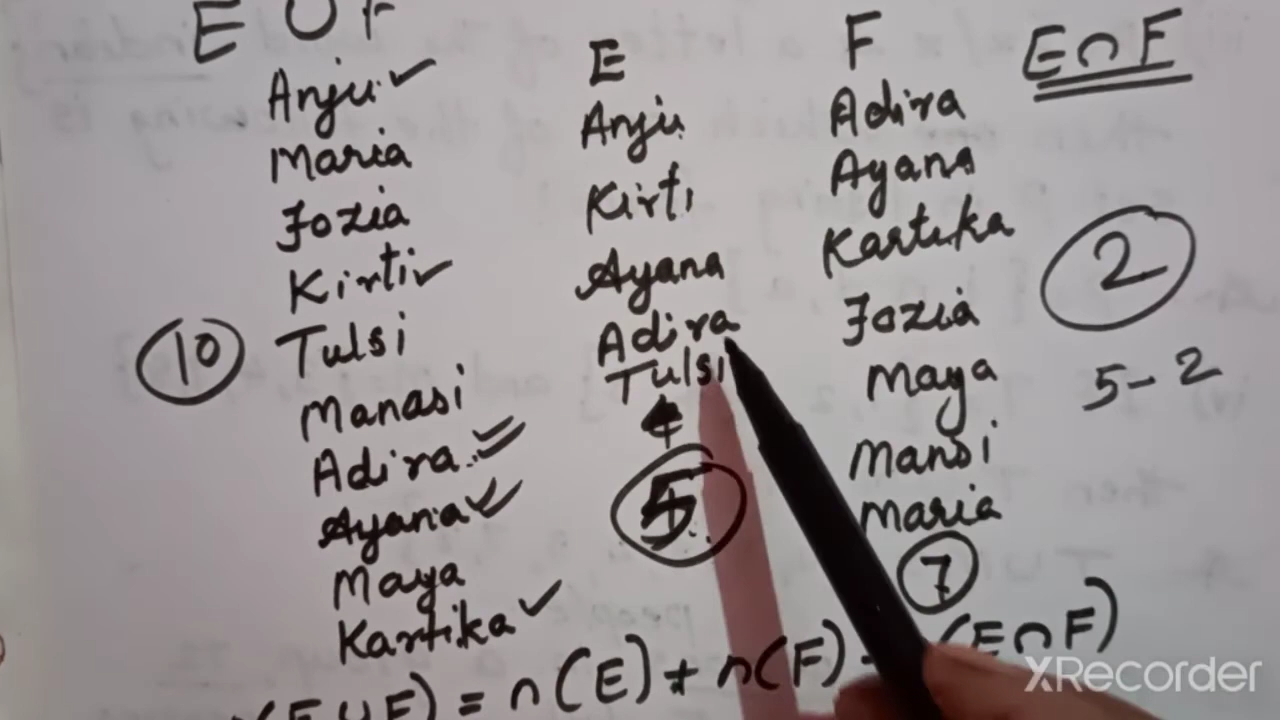 E ∪ F
Anju ✓
Maria
Fozia
Kirti ✓
10
Tulsi
Manasi
Adira
Ayana
Maya
Kartika ✓
E
Anju
Kirti
Ayana
Adira
Tulsi
5
F
Adira
Ayana
Kartika
Fozia
Maya
Mansi
Maria
7
E∩F
2
5-2
(E∪F) = n(E) + n(F) - (E∩F)
XRecorder